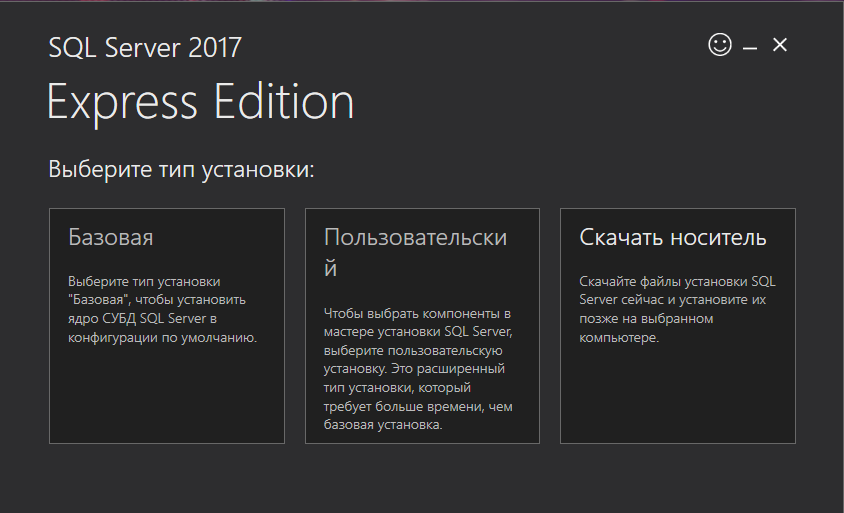 SQL Server 2017
Express Edition
Выберите тип установки:
Базовая
Выберите тип установки
"Базовая", чтобы установить
ядро СУБД SQL Server в
конфигурации по умолчанию.
Пользовательски
й
Чтобы выбрать компоненты в
мастере установки SQL Server,
выберите пользовательскую
установку. Это расширенный
тип установки, который
требует больше времени, чем
базовая установка.
Скачать носитель
Скачайте файлы установки SQL
Server сейчас и установите их
позже на выбранном
компьютере.